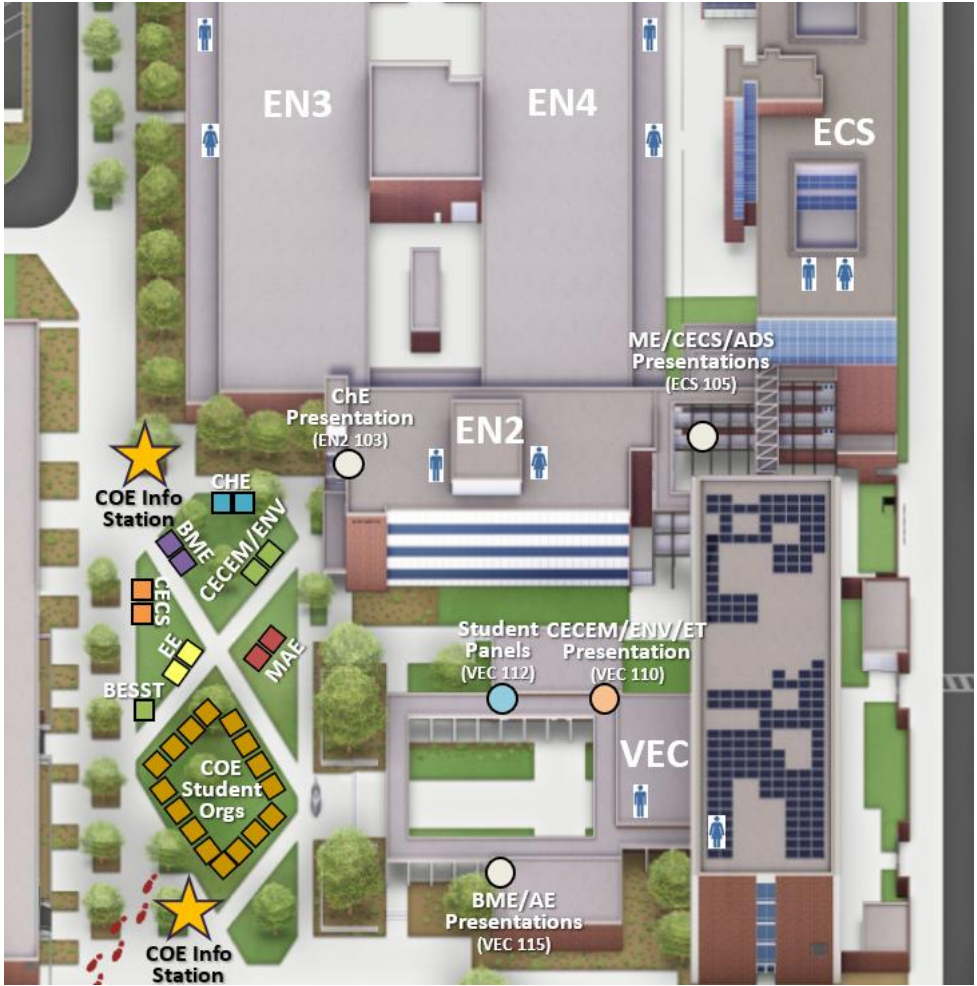 EN3
EN4
ECS
ME/CECS/ADS
Presentations
(ECS 105)
ChE
Presentation
(EN2 103)
EN2
COE Info
Station
CHE
BME
CECEM/ENV
CECS
EE
MAE
BESST
Student
Panels
(VEC 112)
CECEM/ENV/ET
Presentation
(VEC 110)
VEC
COE
Student
Orgs
BME/AE
Presentations
(VEC 115)
COE Info
Station